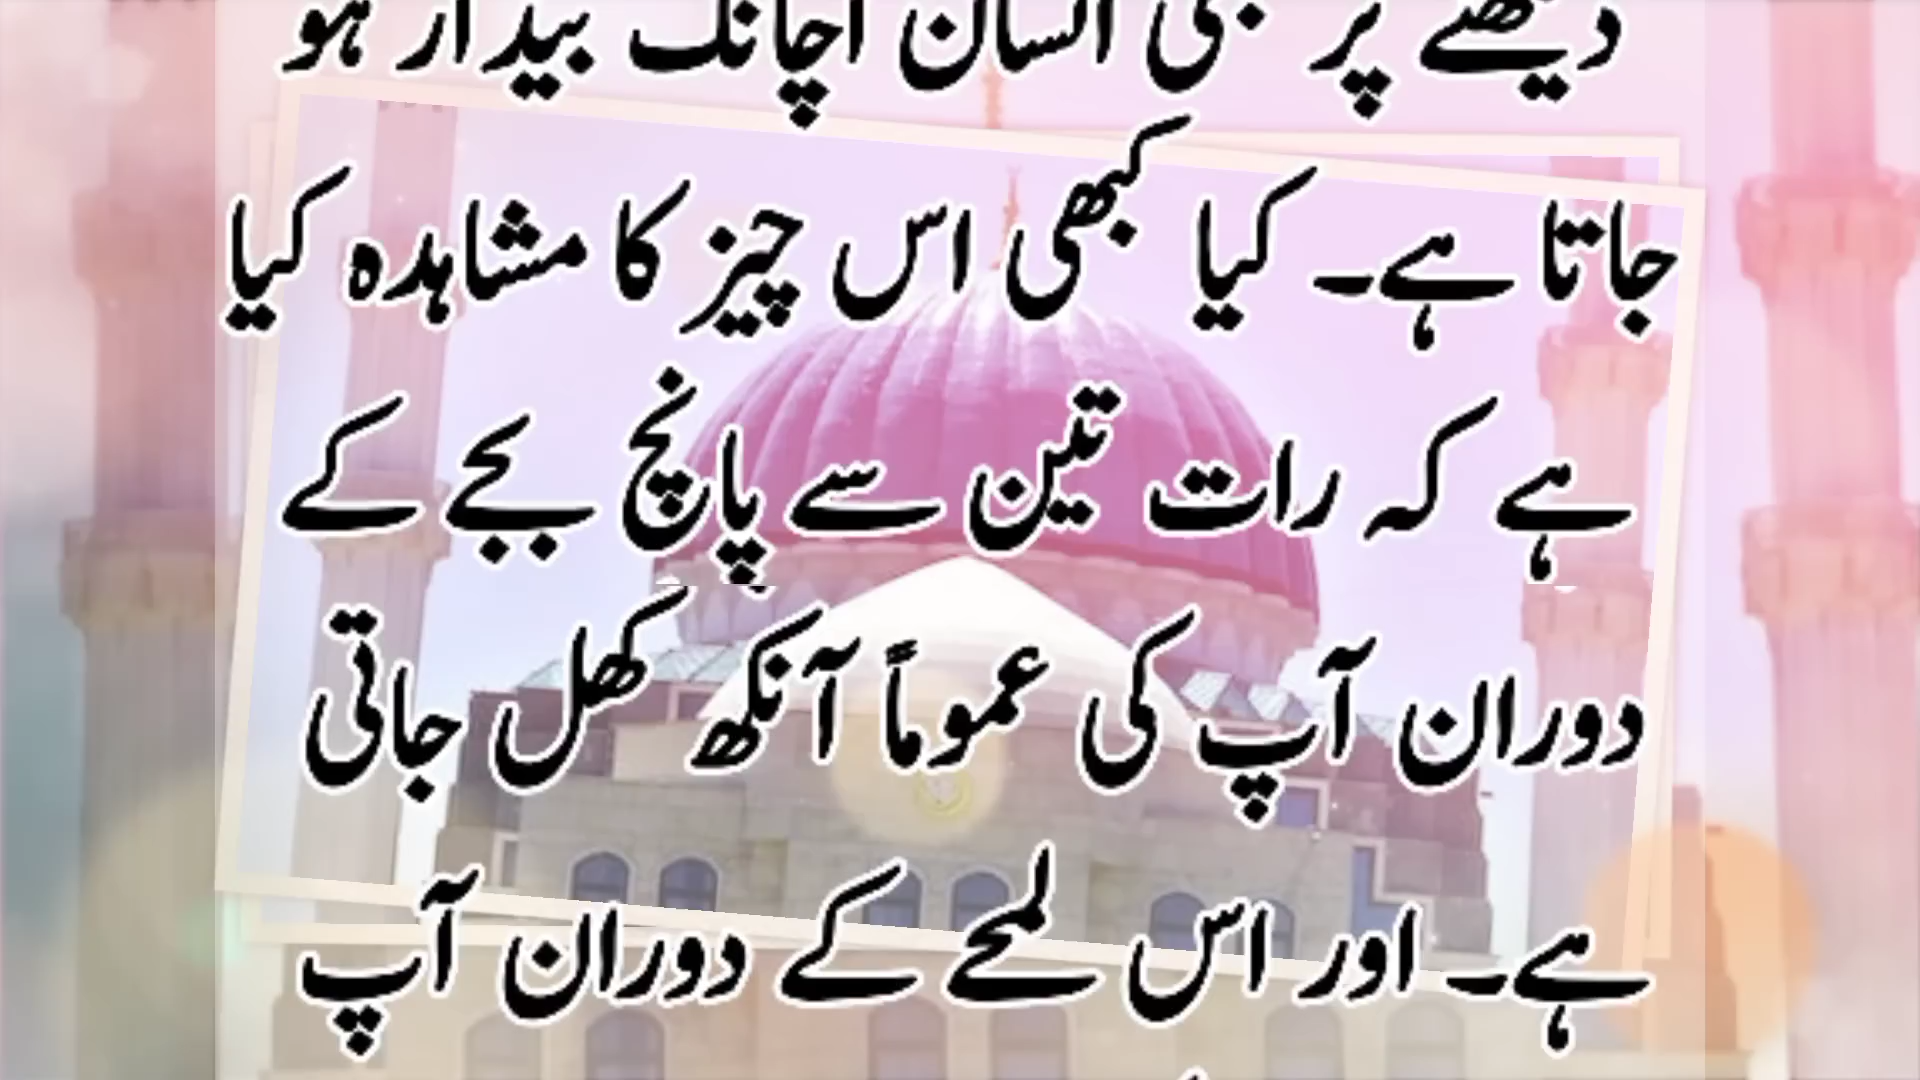 دیکھنے پر بھی انسان اچانک بیدار ہو
جاتا ہے۔ کیا کبھی اس چیز کا مشاہدہ کیا
ہے کہ رات تین سے پانچ بجے کے
دوران آپ کی عموماً آنکھ کھل جاتی
ہے۔ اور اس لمحے کے دوران آپ